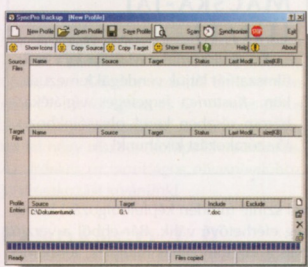 SyncPro Backup - [New Profile]
New Profile Open Profile Save Profile Scan Synchronize STOP Exit
Show Icons Copy Source Copy Target Show Errors Help About
Source Files
Name Source Target Status Last Modif... size(KB)
Target Files
Name Source Target Status Last Modif... size(KB)
Profile Entries
Source Target Include Exclude
C:\Dokumentumok G:\ *.doc
Ready Files copied